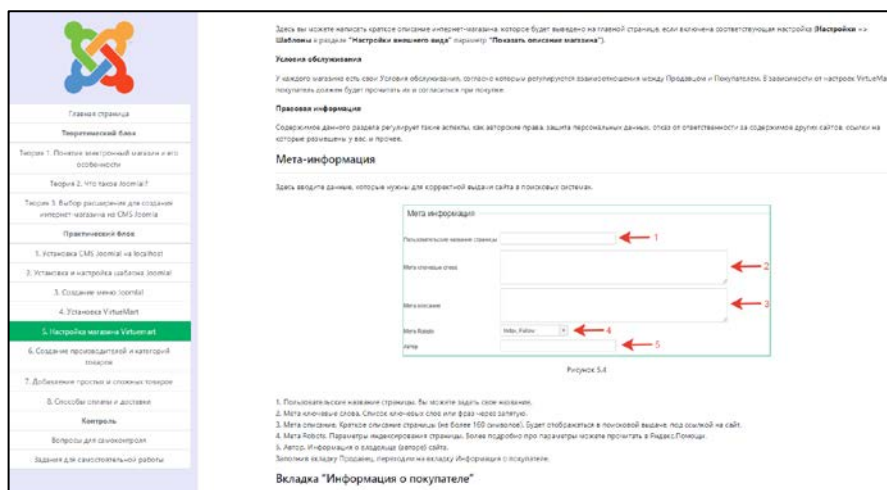 Главная страница
Теоретический блок
Теория 1. Понятие электронный магазин и его
особенности
Теория 2. Что такое Joomla!?
Теория 3. Выбор расширения для создания
интернет-магазина на CMS Joomla
Практический блок
1. Установка CMS Joomla! на localhost
2. Установка и настройка шаблона Joomla!
3. Создание меню Joomla!
4. Установка VirtueMart
5. Настройка магазина Virtuemart
6. Создание производителей и категорий
товаров
7. Добавление простых и сложных товаров
8. Способы оплаты и доставки
Контроль
Вопросы для самоконтроля
Задания для самостоятельной работы
Здесь вы можете написать краткое описание интернет-магазина, которое будет выведено на главной странице, если включена соответствующая настройка (Настройки =>
Шаблоны в разделе "Настройки внешнего вида" параметр "Показать описание магазина").
Условия обслуживания
У каждого магазина есть свои Условия обслуживания, согласно которым регулируются взаимоотношения между Продавцом и Покупателем. В зависимости от настроек VirtueMa
покупатель должен будет прочитать их и согласиться при покупке.
Правовая информация
Содержимое данного раздела регулирует такие аспекты, как авторские права, защита персональных данных, отказ от ответственности за содержимое других сайтов, ссылки на
которые размещены у вас, и прочее.
Мета-информация
Здесь вводите данные, которые нужны для корректной выдачи сайта в поисковых системах.
Мета информация
Пользовательские название страницы
1
Мета ключевые слова
2
Мета описание
3
Мета Robots
Index, Follow
4
Автор
5
Рисунок 5.4
1. Пользовательские название страницы. Вы можете задать свое название.
2. Мета ключевые слова. Список ключевых слов или фраз через запятую.
3. Мета описание. Краткое описание страницы (не более 160 символов). Будет отображаться в поисковой выдаче, под ссылкой на сайт.
4. Мета Robots. Параметры индексирования страницы. Более подробно про параметры можете прочитать в Яндекс.Помощи.
5. Автор. Информация о владельце (авторе) сайта.
Заполнив вкладку Продавец, переходим на вкладку Информация о покупателе.
Вкладка "Информация о покупателе"